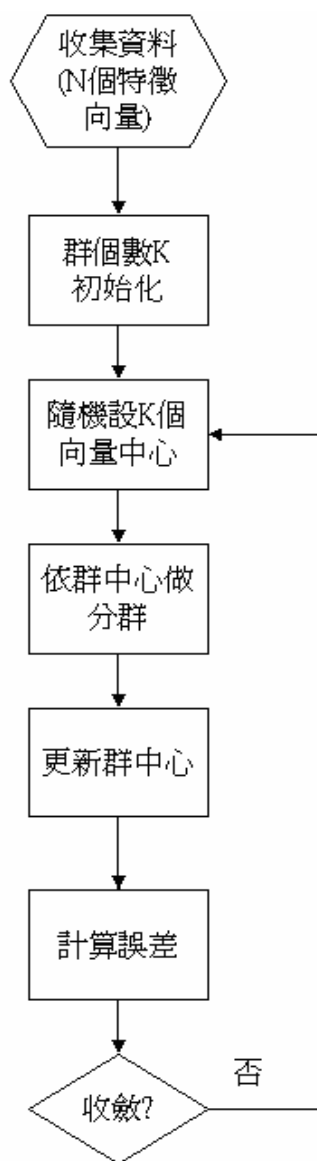 收集資料
(N個特徵
向量)
群個數K
初始化
隨機設K個
向量中心
依群中心做
分群
更新群中心
計算誤差
收斂?
否